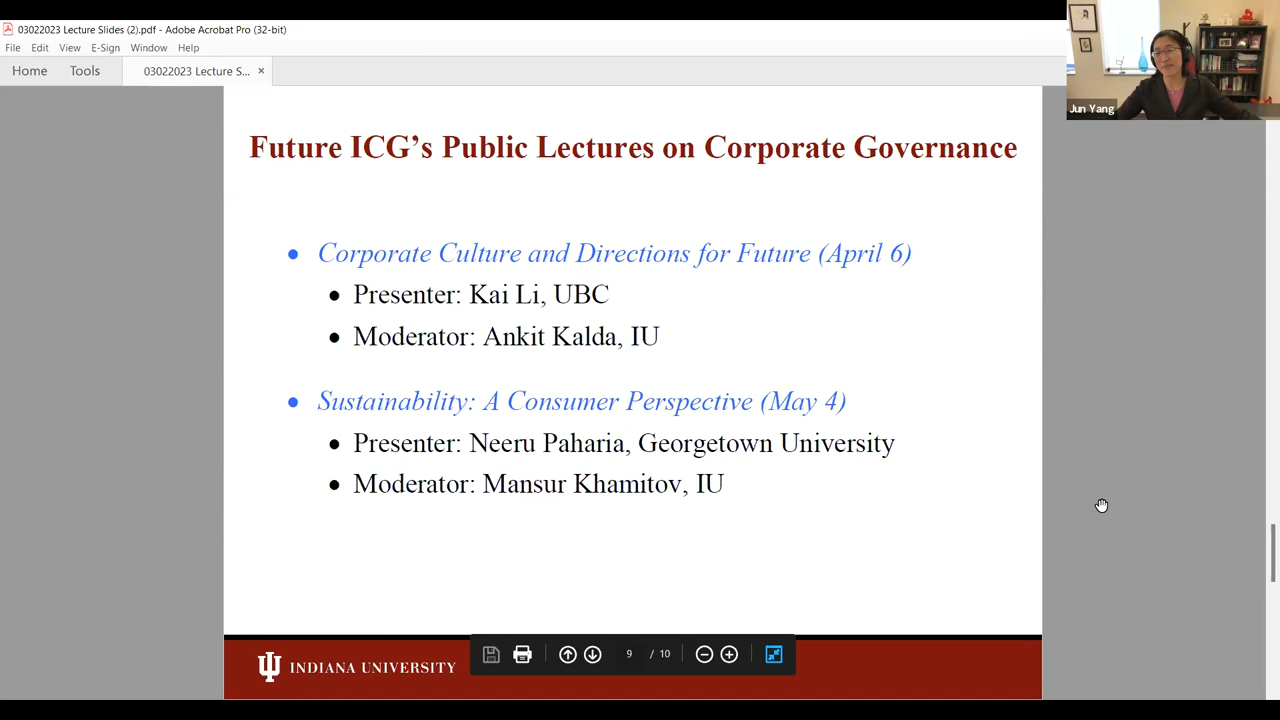 03022023 Lecture Slides (2).pdf - Adobe Acrobat Pro (32-bit)
File Edit View E-Sign Window Help
Home Tools 03022023 Lecture S... ×
Jun Yang
Future ICG’s Public Lectures on Corporate Governance
• Corporate Culture and Directions for Future (April 6)
• Presenter: Kai Li, UBC
• Moderator: Ankit Kalda, IU
• Sustainability: A Consumer Perspective (May 4)
• Presenter: Neeru Paharia, Georgetown University
• Moderator: Mansur Khamitov, IU
INDIANA UNIVERSITY
9 / 10